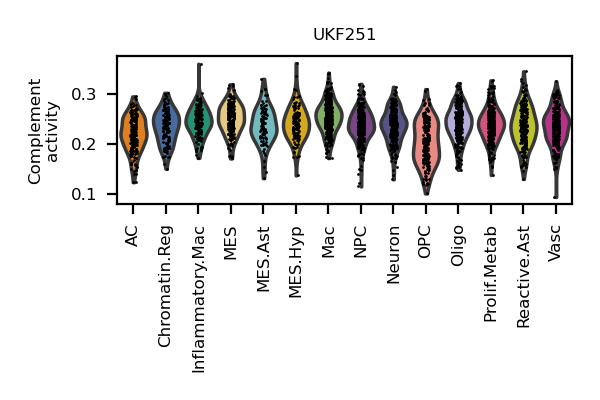 UKF251
Complement
activity
0.3
0.2
0.1
AC
Chromatin.Reg
Inflammatory.Mac
MES
MES.Ast
MES.Hyp
Mac
NPC
Neuron
OPC
Oligo
Prolif.Metab
Reactive.Ast
Vasc